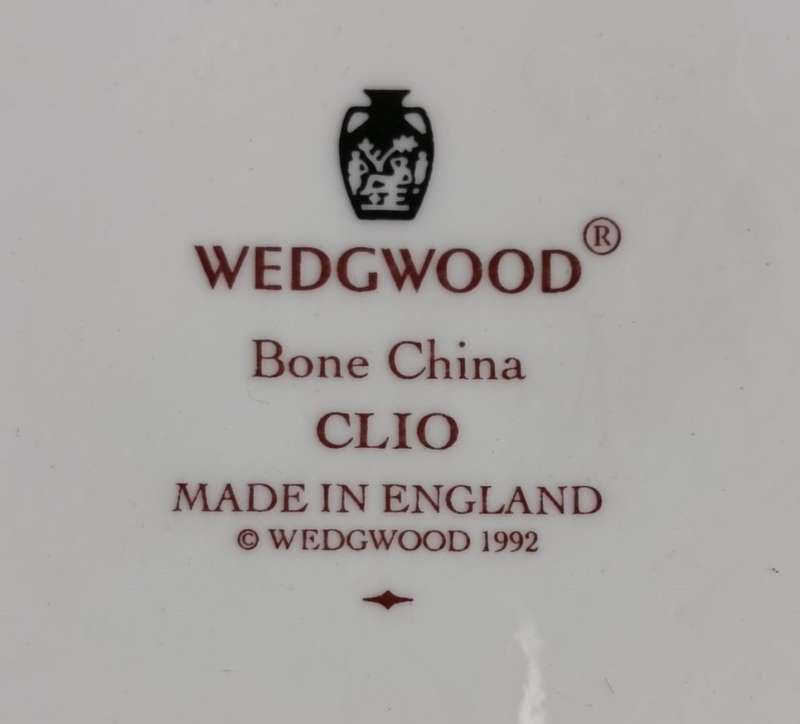 WEDGWOOD®
Bone China
CLIO
MADE IN ENGLAND
© WEDGWOOD 1992